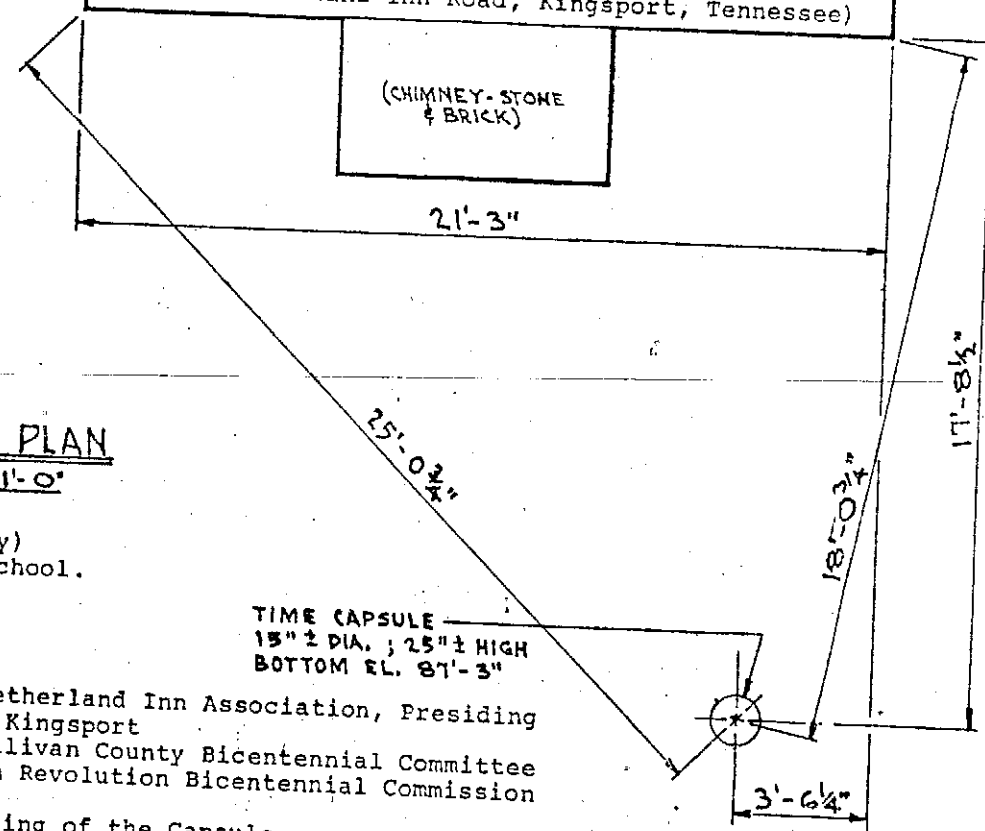 Inn Road, Kingsport, Tennessee)
(CHIMNEY-STONE
& BRICK)
21'-3"
17'-8½"
25'-0¾"
18'-0¾"
PLAN
1'-0"
y)
chool.
TIME CAPSULE
15" ± DIA. ; 25" ± HIGH
BOTTOM EL. 87'-3"
etherland Inn Association, Presiding
Kingsport
llivan County Bicentennial Committee
Revolution Bicentennial Commission
3'-6¼"
ing of the Capsule